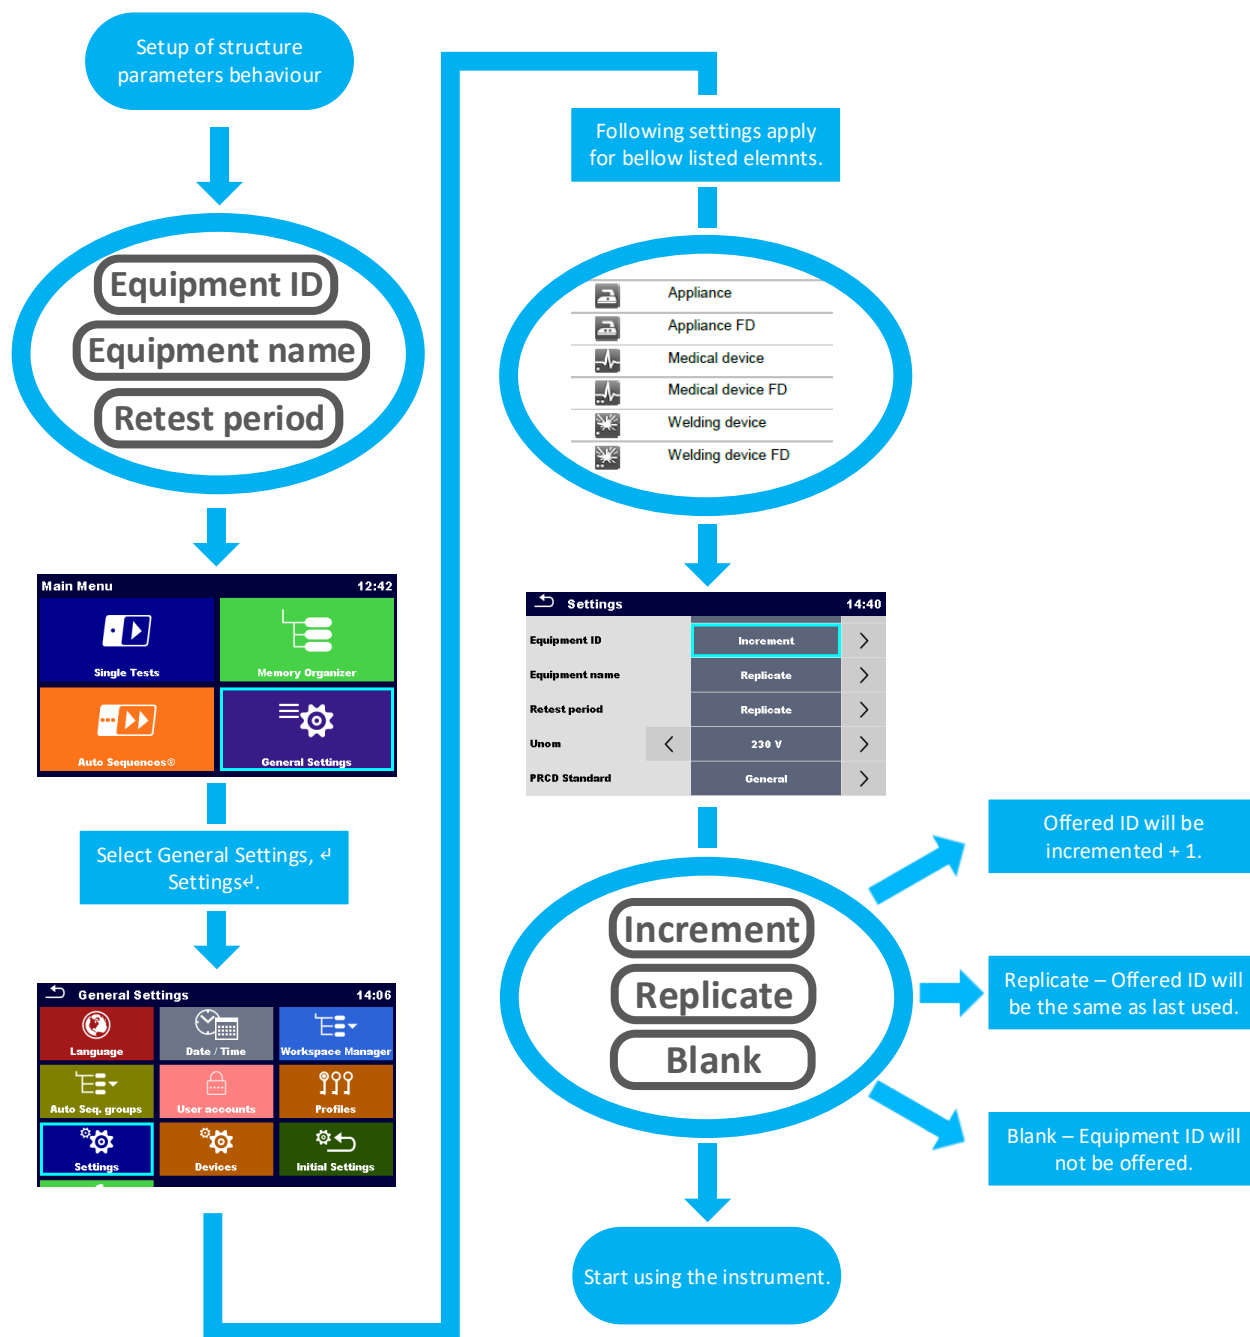 Setup of structure
parameters behaviour
Equipment ID
Equipment name
Retest period
Main Menu 12:42
Single Tests
Memory Organizer
Auto Sequences®
General Settings
Select General Settings, ↵
Settings↵.
General Settings 14:06
Language
Date / Time
Workspace Manager
Auto Seq. groups
User accounts
Profiles
Settings
Devices
Initial Settings
Following settings apply
for bellow listed elemnts.
Appliance
Appliance FD
Medical device
Medical device FD
Welding device
Welding device FD
Settings 14:40
Equipment ID Increment >
Equipment name Replicate >
Retest period Replicate >
Unom < 230 V >
PRCD Standard General >
Increment
Replicate
Blank
Offered ID will be
incremented + 1.
Replicate – Offered ID will
be the same as last used.
Blank – Equipment ID will
not be offered.
Start using the instrument.